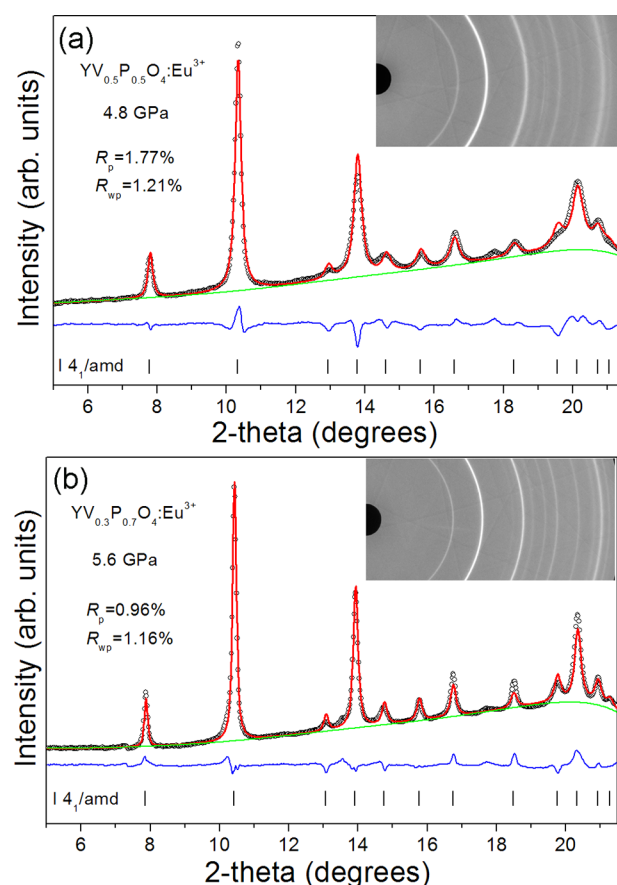 (a)
YV₀.₅P₀.₅O₄:Eu³⁺
4.8 GPa
Rₚ=1.77%
R_wp=1.21%
Intensity (arb. units)
I 4₁/amd
6 8 10 12 14 16 18 20
2-theta (degrees)
(b)
YV₀.₃P₀.₇O₄:Eu³⁺
5.6 GPa
Rₚ=0.96%
R_wp=1.16%
Intensity (arb. units)
I 4₁/amd
6 8 10 12 14 16 18 20
2-theta (degrees)